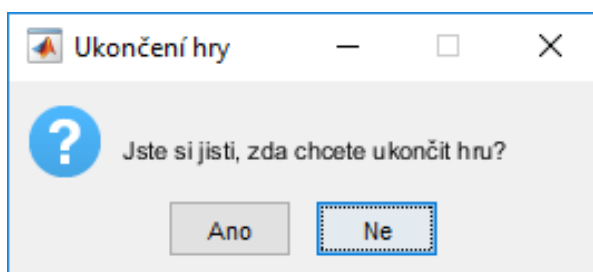 Ukončení hry
Jste si jisti, zda chcete ukončit hru?
Ano Ne